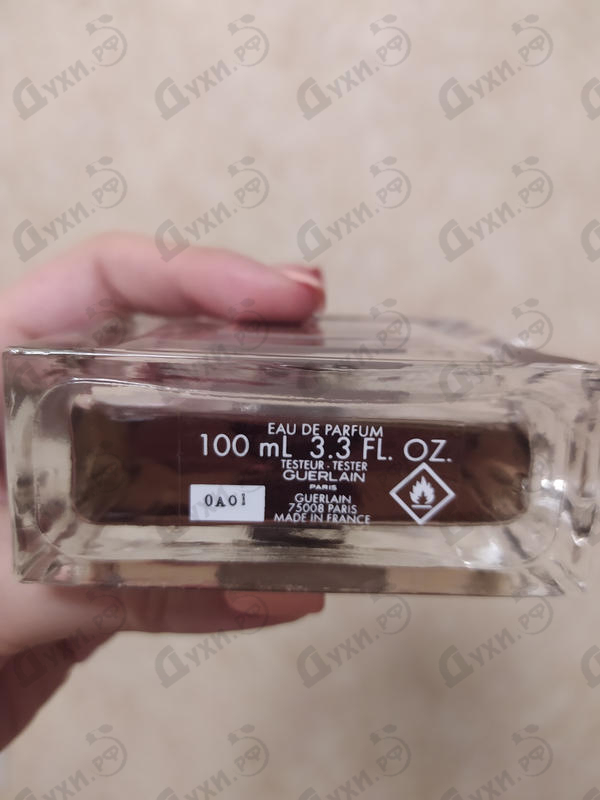 EAU DE PARFUM
100 mL 3.3 FL. OZ.
TESTEUR - TESTER
GUERLAIN
PARIS
0A01
GUERLAIN
75008 PARIS
MADE IN FRANCE
Духи.рф